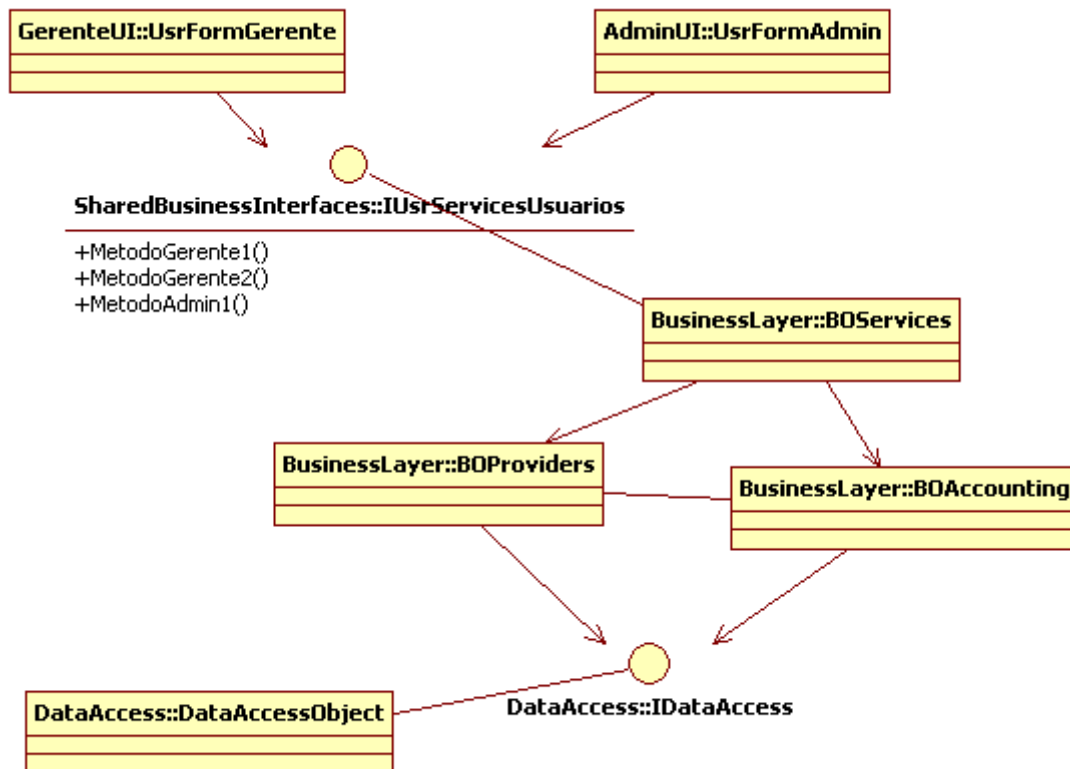 GerenteUI::UsrFormGerente
AdminUI::UsrFormAdmin
SharedBusinessInterfaces::IUsrServicesUsuarios
+MetodoGerente1()
+MetodoGerente2()
+MetodoAdmin1()
BusinessLayer::BOServices
BusinessLayer::BOProviders
BusinessLayer::BOAccounting
DataAccess::DataAccessObject
DataAccess::IDataAccess